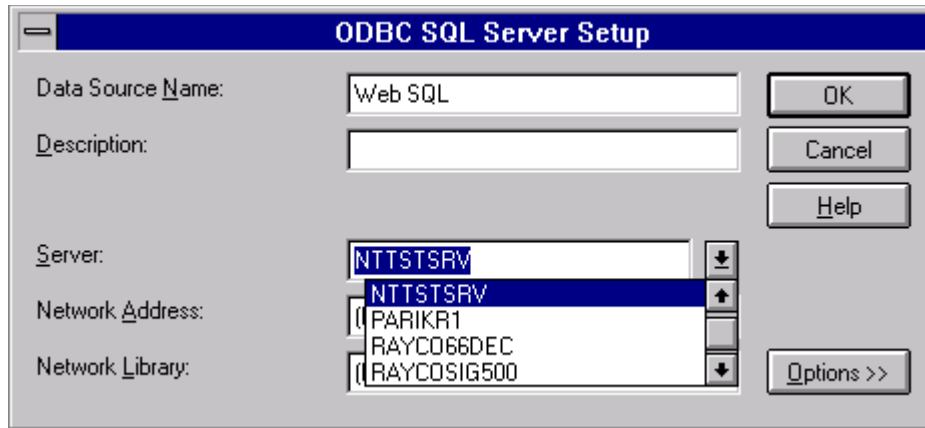 ODBC SQL Server Setup
Data Source Name: Web SQL OK
Description: Cancel
Help
Server: NTTSTSRV
NTTSTSRV
Network Address: ( PARIKR1
RAYCO66DEC
Network Library: ( RAYCOSIG500 Options >>